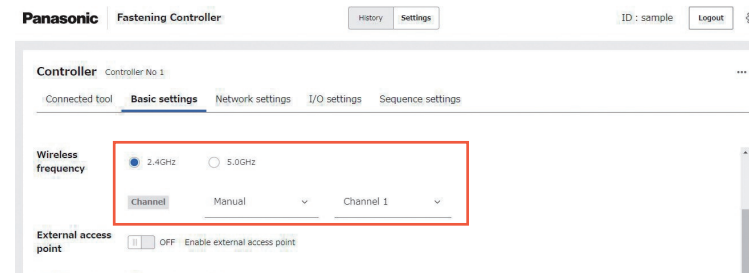 Panasonic Fastening Controller History Settings ID : sample Logout
Controller Controller No 1 ...
Connected tool Basic settings Network settings I/O settings Sequence settings
Wireless frequency
2.4GHz 5.0GHz
Channel Manual Channel 1
External access point
OFF Enable external access point